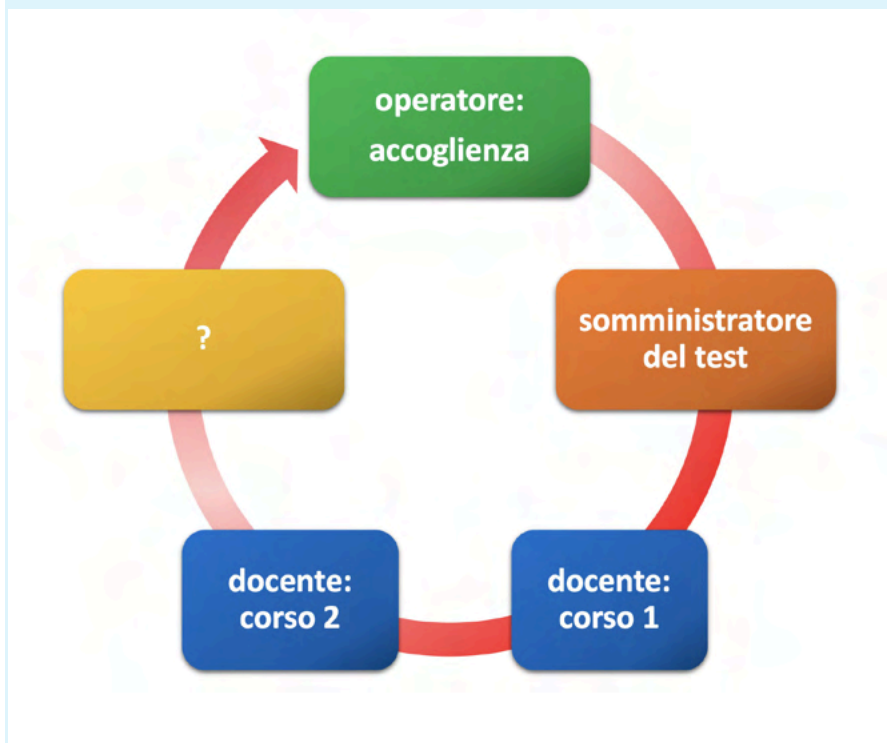 operatore:
accoglienza
somministratore
del test
docente:
corso 1
docente:
corso 2
?